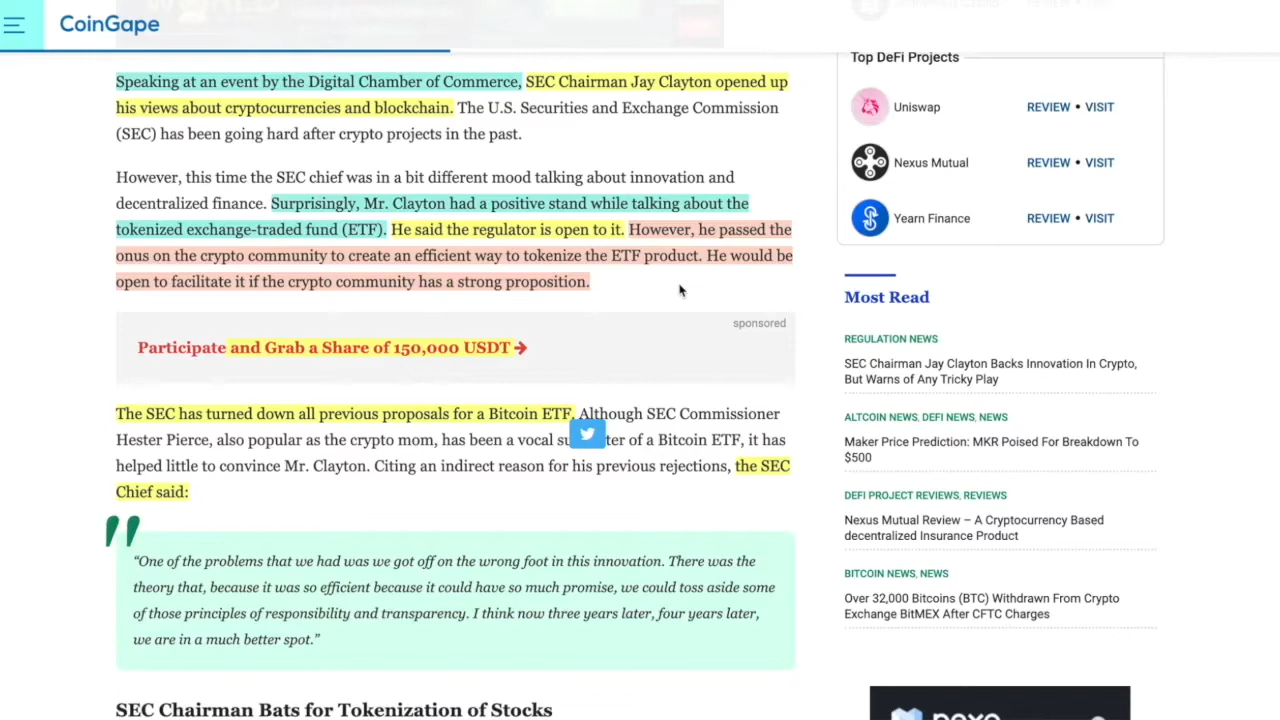 CoinGape
Speaking at an event by the Digital Chamber of Commerce, SEC Chairman Jay Clayton opened up
his views about cryptocurrencies and blockchain. The U.S. Securities and Exchange Commission
(SEC) has been going hard after crypto projects in the past.
However, this time the SEC chief was in a bit different mood talking about innovation and
decentralized finance. Surprisingly, Mr. Clayton had a positive stand while talking about the
tokenized exchange-traded fund (ETF). He said the regulator is open to it. However, he passed the
onus on the crypto community to create an efficient way to tokenize the ETF product. He would be
open to facilitate it if the crypto community has a strong proposition.
sponsored
Participate and Grab a Share of 150,000 USDT →
The SEC has turned down all previous proposals for a Bitcoin ETF. Although SEC Commissioner
Hester Pierce, also popular as the crypto mom, has been a vocal su ter of a Bitcoin ETF, it has
helped little to convince Mr. Clayton. Citing an indirect reason for his previous rejections, the SEC
Chief said:
“One of the problems that we had was we got off on the wrong foot in this innovation. There was the
theory that, because it was so efficient because it could have so much promise, we could toss aside some
of those principles of responsibility and transparency. I think now three years later, four years later,
we are in a much better spot.”
SEC Chairman Bats for Tokenization of Stocks
Top DeFi Projects
Uniswap REVIEW • VISIT
Nexus Mutual REVIEW • VISIT
Yearn Finance REVIEW • VISIT
Most Read
REGULATION NEWS
SEC Chairman Jay Clayton Backs Innovation In Crypto,
But Warns of Any Tricky Play
ALTCOIN NEWS, DEFI NEWS, NEWS
Maker Price Prediction: MKR Poised For Breakdown To
$500
DEFI PROJECT REVIEWS, REVIEWS
Nexus Mutual Review – A Cryptocurrency Based
decentralized Insurance Product
BITCOIN NEWS, NEWS
Over 32,000 Bitcoins (BTC) Withdrawn From Crypto
Exchange BitMEX After CFTC Charges